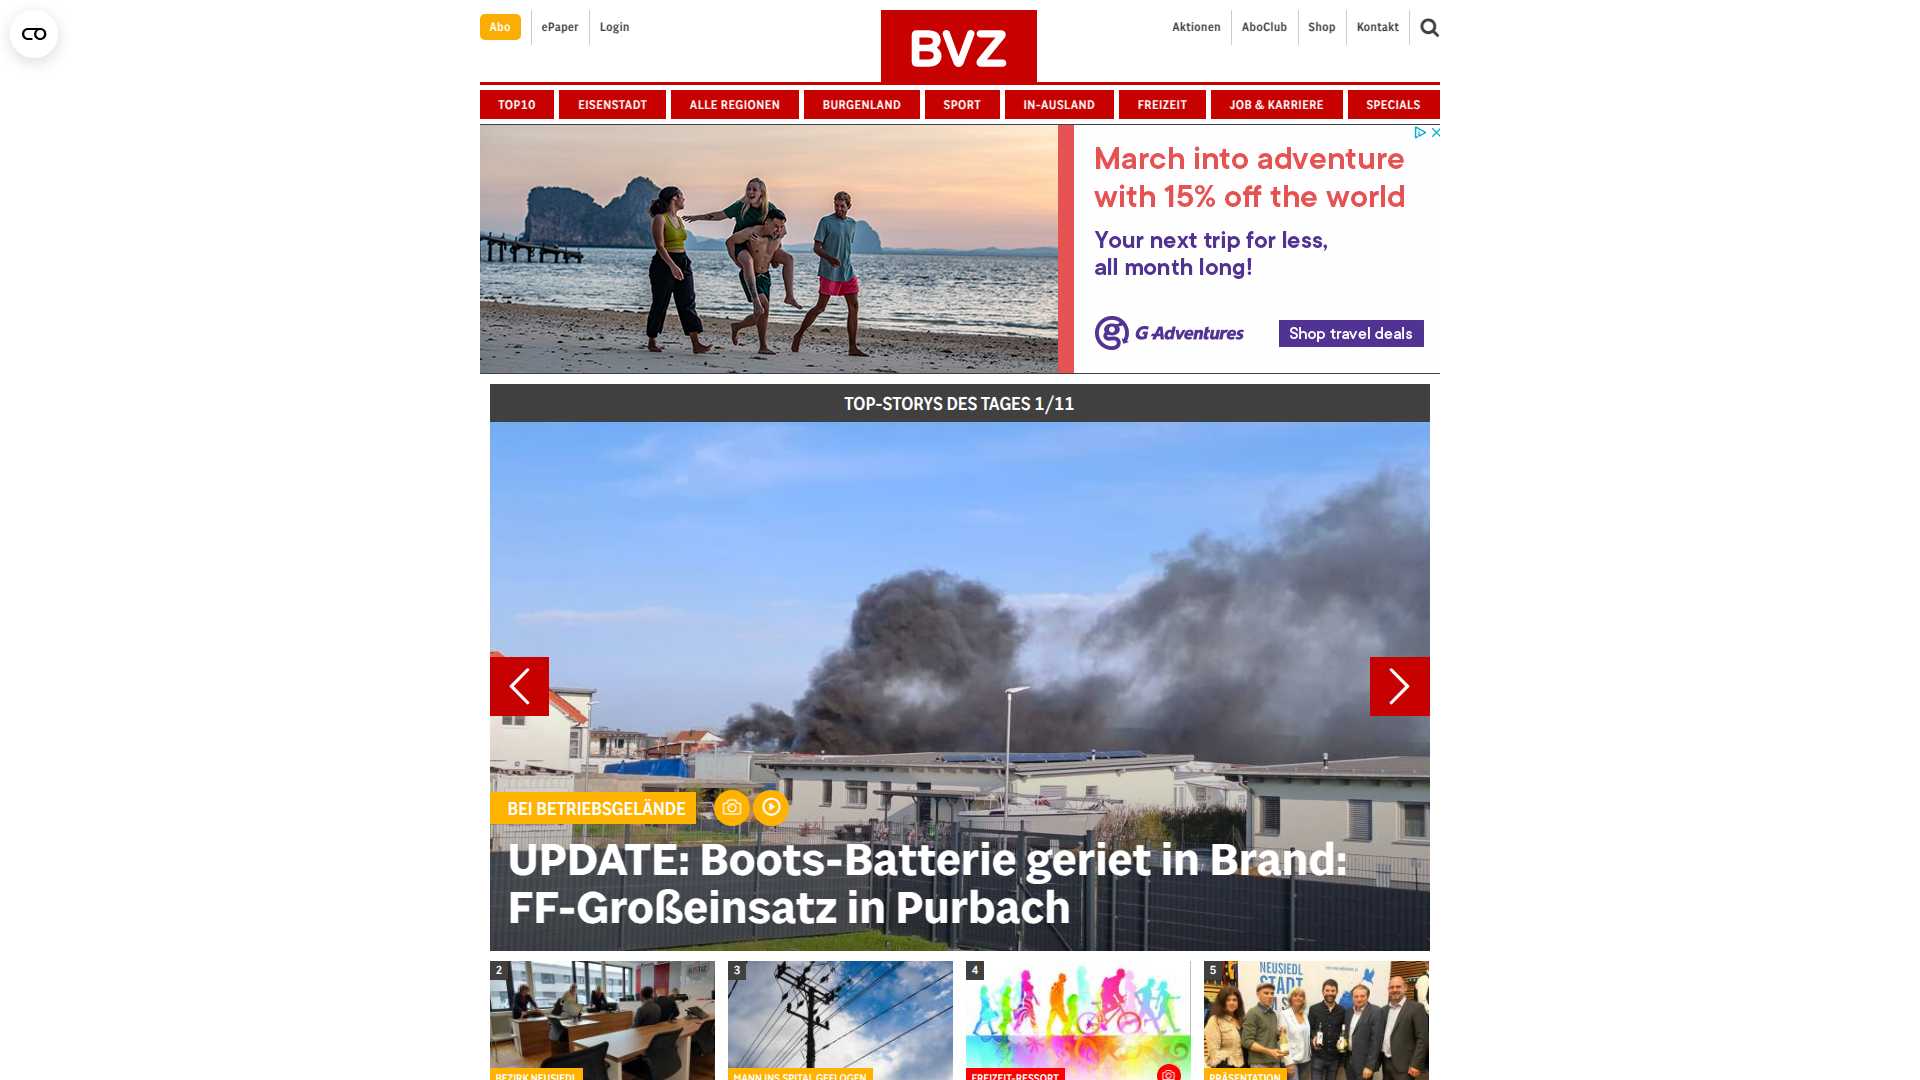 Abo
ePaper
Login
BVZ
Aktionen
AboClub
Shop
Kontakt
TOP10
EISENSTADT
ALLE REGIONEN
BURGENLAND
SPORT
IN-AUSLAND
FREIZEIT
JOB & KARRIERE
SPECIALS
March into adventure
with 15% off the world
Your next trip for less,
all month long!
G Adventures
Shop travel deals
TOP-STORYS DES TAGES 1/11
BEI BETRIEBSGELÄNDE
UPDATE: Boots-Batterie geriet in Brand:
FF-Großeinsatz in Purbach
2
3
4
5
NEUSIEDL
STADT
BEZIRK NEUSIEDL
MANN INS SPITAL GEFLOGEN
FREIZEIT-RESSORT
PRÄSENTATION